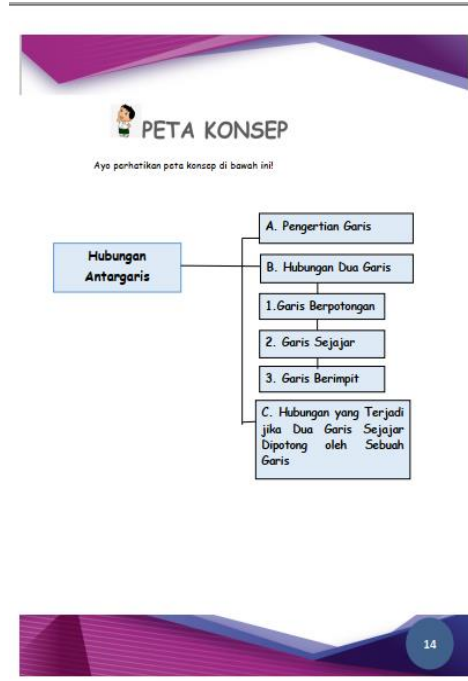 PETA KONSEP
Ayo perhatikan peta konsep di bawah ini!
Hubungan
Antargaris
A. Pengertian Garis
B. Hubungan Dua Garis
1.Garis Berpotongan
2. Garis Sejajar
3. Garis Berimpit
C. Hubungan yang Terjadi
jika Dua Garis Sejajar
Dipotong oleh Sebuah
Garis
14